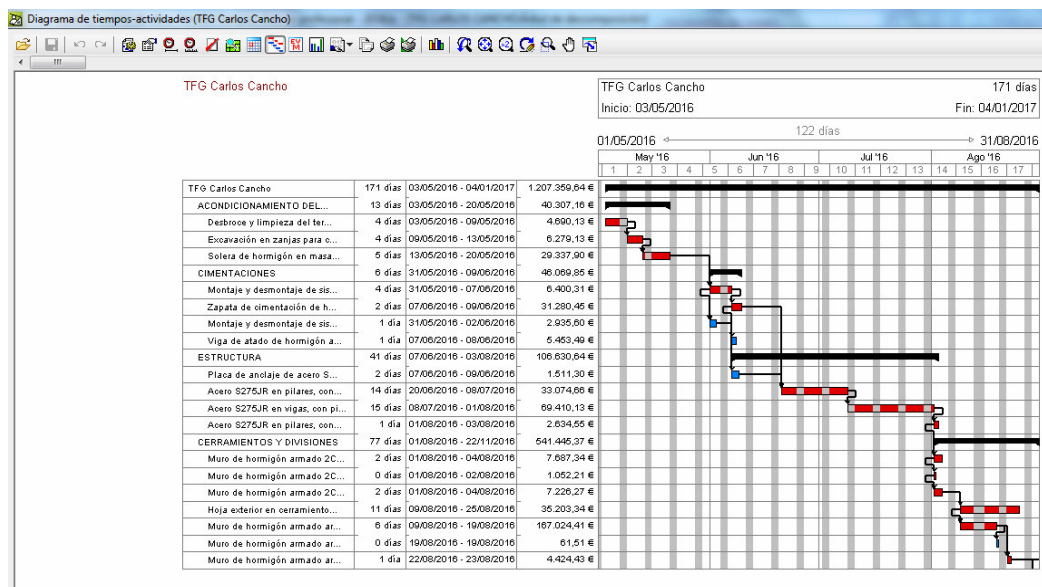 Diagrama de tiempos-actividades (TFG Carlos Cancho)
TFG Carlos Cancho
TFG Carlos Cancho 171 días
Inicio: 03/05/2016 Fin: 04/01/2017
122 días
01/05/2016 31/08/2016
May '16 Jun '16 Jul '16 Ago '16
1 2 3 4 5 6 7 8 9 10 11 12 13 14 15 16 17
TFG Carlos Cancho 171 días 03/05/2016 - 04/01/2017 1.207.359,64 €
ACONDICIONAMIENTO DEL... 13 días 03/05/2016 - 20/05/2016 40.307,16 €
Desbroce y limpieza del ter... 4 días 03/05/2016 - 09/05/2016 4.690,13 €
Excavación en zanjas para c... 4 días 09/05/2016 - 13/05/2016 6.279,13 €
Solera de hormigón en masa... 5 días 13/05/2016 - 20/05/2016 29.337,90 €
CIMENTACIONES 6 días 31/05/2016 - 09/06/2016 46.069,85 €
Montaje y desmontaje de sis... 4 días 31/05/2016 - 07/06/2016 6.400,31 €
Zapata de cimentación de h... 2 días 07/06/2016 - 09/06/2016 31.280,45 €
Montaje y desmontaje de sis... 1 día 31/05/2016 - 02/06/2016 2.935,60 €
Viga de atado de hormigón a... 1 día 07/06/2016 - 08/06/2016 5.453,49 €
ESTRUCTURA 41 días 07/06/2016 - 03/08/2016 106.630,64 €
Placa de anclaje de acero S... 2 días 07/06/2016 - 09/06/2016 1.511,30 €
Acero S275JR en pilares, con... 14 días 20/06/2016 - 08/07/2016 33.074,66 €
Acero S275JR en vigas, con pi... 15 días 08/07/2016 - 01/08/2016 69.410,13 €
Acero S275JR en pilares, con... 1 día 01/08/2016 - 03/08/2016 2.634,55 €
CERRAMIENTOS Y DIVISIONES 77 días 01/08/2016 - 22/11/2016 541.445,37 €
Muro de hormigón armado 2C... 2 días 01/08/2016 - 04/08/2016 7.687,34 €
Muro de hormigón armado 2C... 0 días 01/08/2016 - 02/08/2016 1.052,21 €
Muro de hormigón armado 2C... 2 días 01/08/2016 - 04/08/2016 7.226,27 €
Hoja exterior en cerramiento... 11 días 09/08/2016 - 25/08/2016 35.203,34 €
Muro de hormigón armado ar... 6 días 09/08/2016 - 19/08/2016 167.024,41 €
Muro de hormigón armado ar... 0 días 19/08/2016 - 19/08/2016 61,51 €
Muro de hormigón armado ar... 1 día 22/08/2016 - 23/08/2016 4.424,43 €